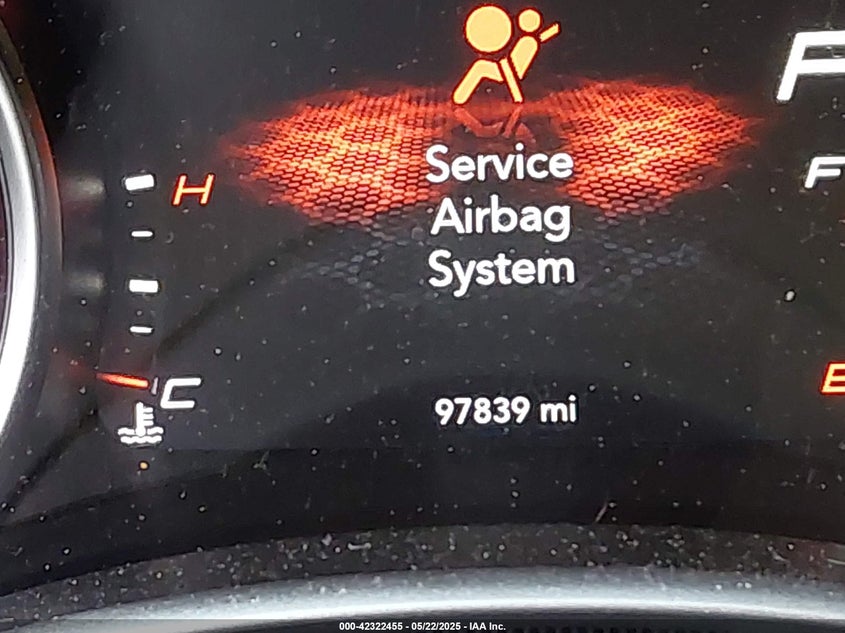 P
H
Service
F
Airbag
System
E
C
97839 mi
000-42322455 - 05/22/2025 - IAA Inc.